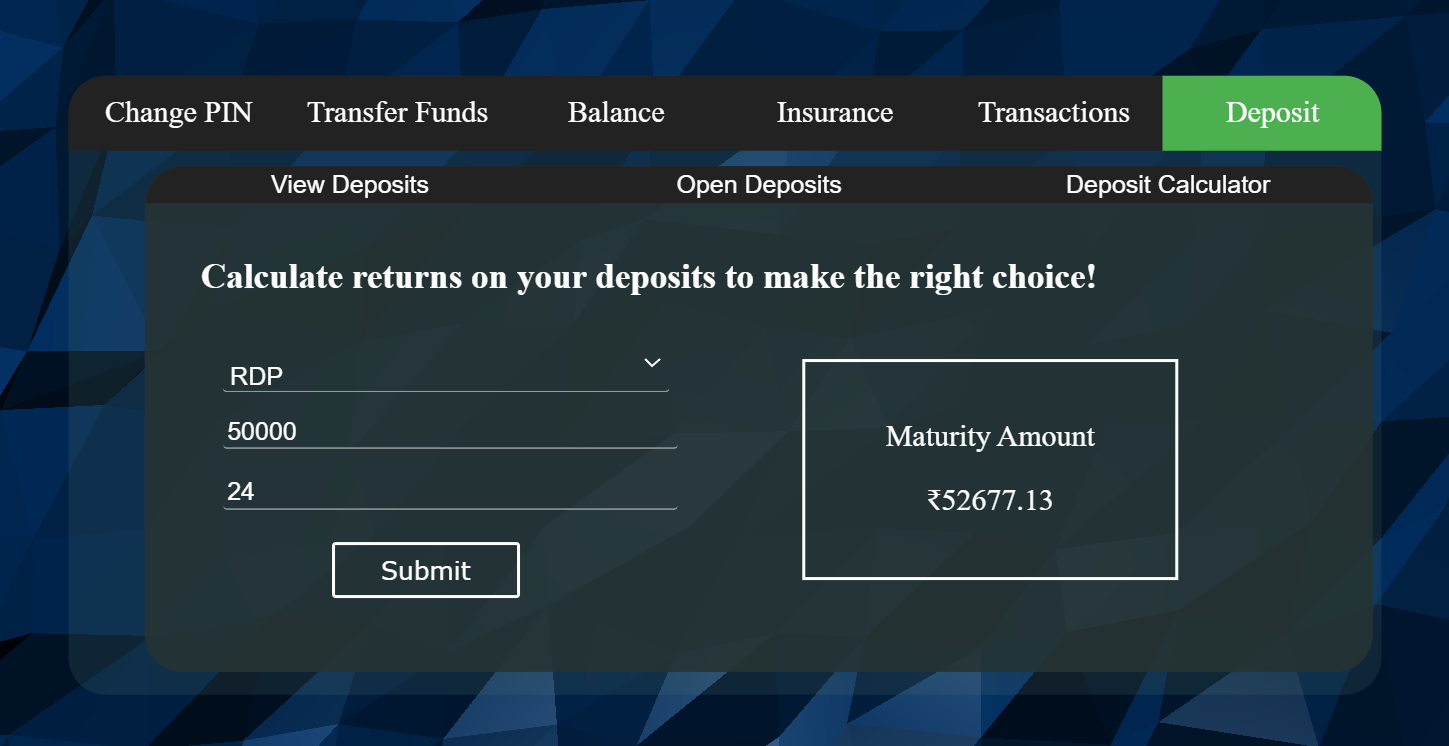 Change PIN Transfer Funds Balance Insurance Transactions Deposit
View Deposits Open Deposits Deposit Calculator
Calculate returns on your deposits to make the right choice!
RDP
50000
24
Submit
Maturity Amount
₹52677.13